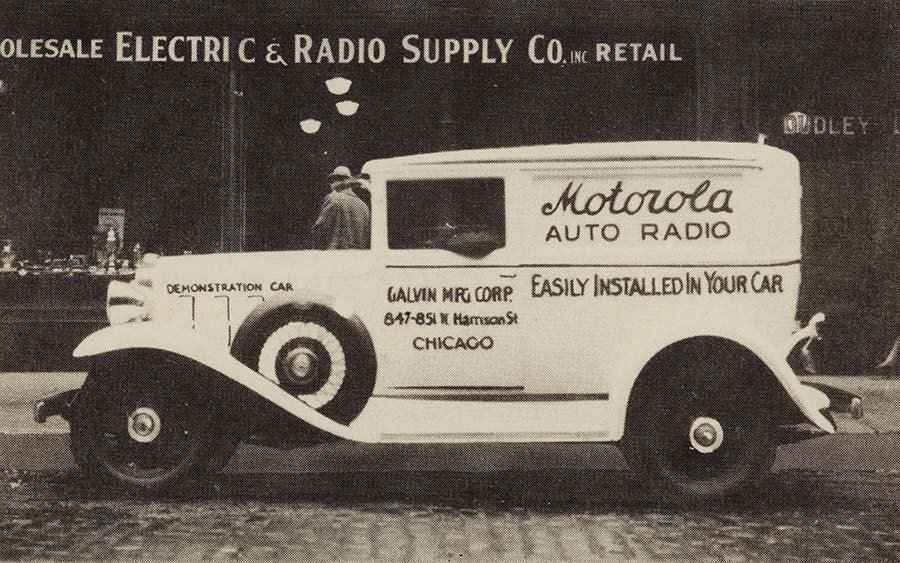 OLESALE ELECTRIC & RADIO SUPPLY CO. INC RETAIL
DUDLEY
Motorola
AUTO RADIO
DEMONSTRATION CAR
GALVIN MFG CORP.
847-851 W. Harrison St
CHICAGO
EASILY INSTALLED IN YOUR CAR